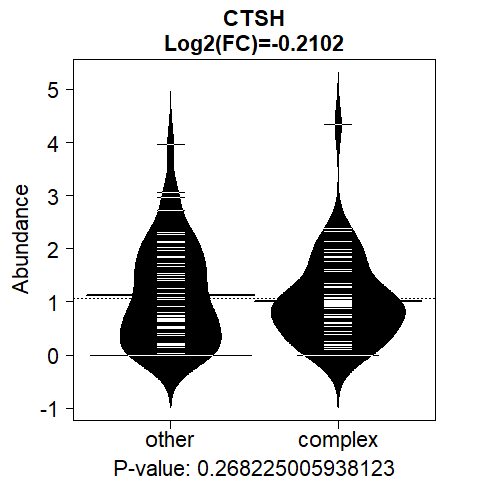 CTSH
Log2(FC)=-0.2102
Abundance
5
4
3
2
1
0
-1
other complex
P-value: 0.268225005938123